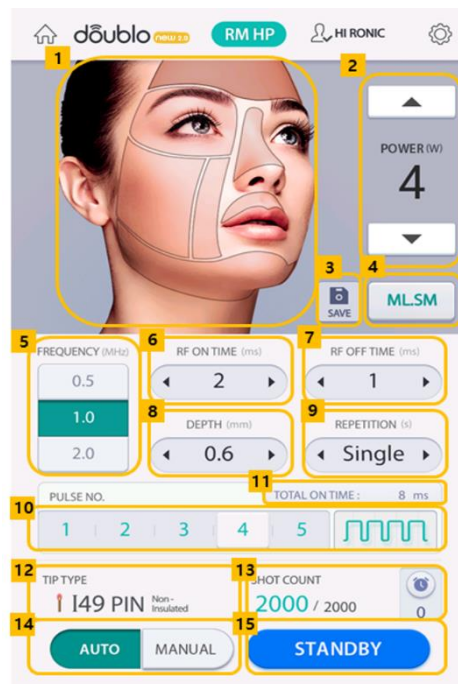 doublo new 2.0 RM HP HI RONIC
1
2
POWER (W)
4
3
4
SAVE
ML.SM
5
6
7
FREQUENCY (MHz)
RF ON TIME (ms)
RF OFF TIME (ms)
0.5
2
1
1.0
8
9
DEPTH (mm)
REPETITION (s)
2.0
0.6
Single
11
PULSE NO.
TOTAL ON TIME : 8 ms
10
1 2 3 4 5
12
13
TIP TYPE
SHOT COUNT
I49 PIN Non-Insulated
2000 / 2000
0
14
15
AUTO MANUAL
STANDBY